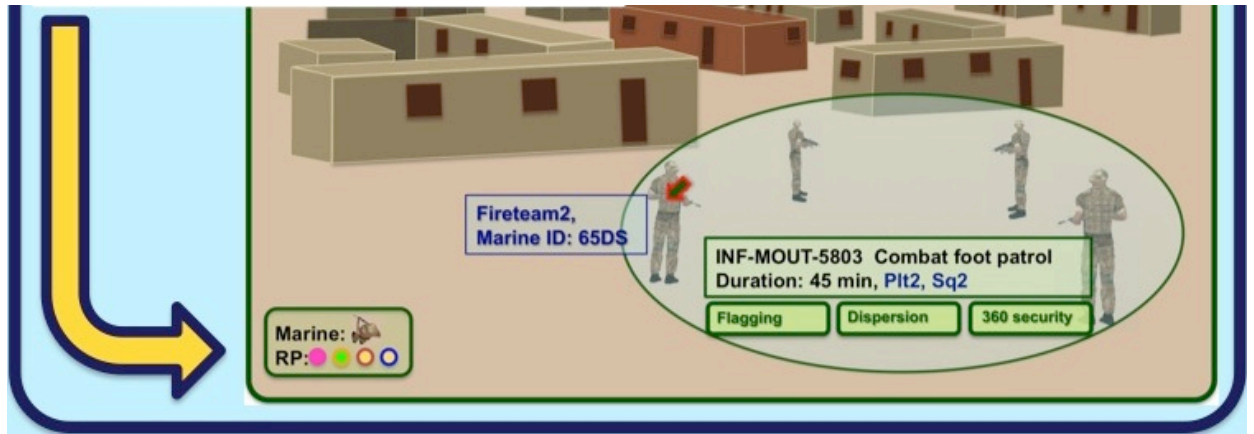 Fireteam2,
Marine ID: 65DS
INF-MOUT-5803 Combat foot patrol
Duration: 45 min, Plt2, Sq2
Flagging
Dispersion
360 security
Marine:
RP: